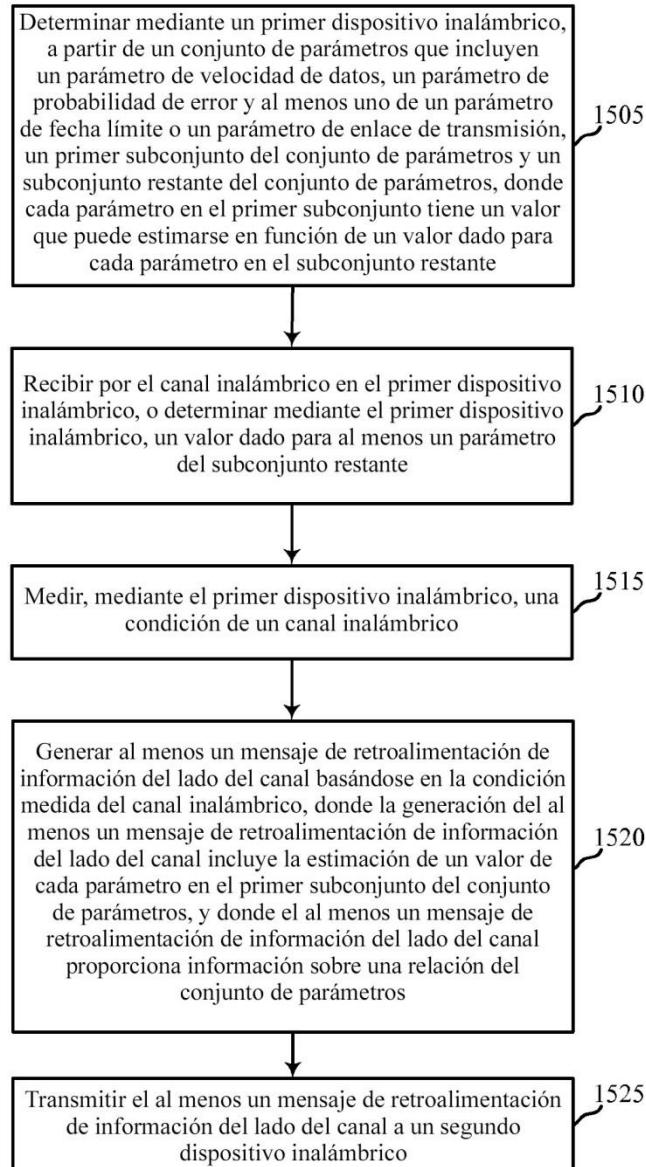 Determinar mediante un primer dispositivo inalámbrico,
a partir de un conjunto de parámetros que incluyen
un parámetro de velocidad de datos, un parámetro de
probabilidad de error y al menos uno de un parámetro
de fecha límite o un parámetro de enlace de transmisión,
un primer subconjunto del conjunto de parámetros y un
subconjunto restante del conjunto de parámetros, donde
cada parámetro en el primer subconjunto tiene un valor
que puede estimarse en función de un valor dado para
cada parámetro en el subconjunto restante
1505
Recibir por el canal inalámbrico en el primer dispositivo
inalámbrico, o determinar mediante el primer dispositivo
inalámbrico, un valor dado para al menos un parámetro
del subconjunto restante
1510
Medir, mediante el primer dispositivo inalámbrico, una
condición de un canal inalámbrico
1515
Generar al menos un mensaje de retroalimentación de
información del lado del canal basándose en la condición
medida del canal inalámbrico, donde la generación del al
menos un mensaje de retroalimentación de información
del lado del canal incluye la estimación de un valor de
cada parámetro en el primer subconjunto del conjunto
de parámetros, y donde el al menos un mensaje de
retroalimentación de información del lado del canal
proporciona información sobre una relación del
conjunto de parámetros
1520
Transmitir el al menos un mensaje de retroalimentación
de información del lado del canal a un segundo
dispositivo inalámbrico
1525